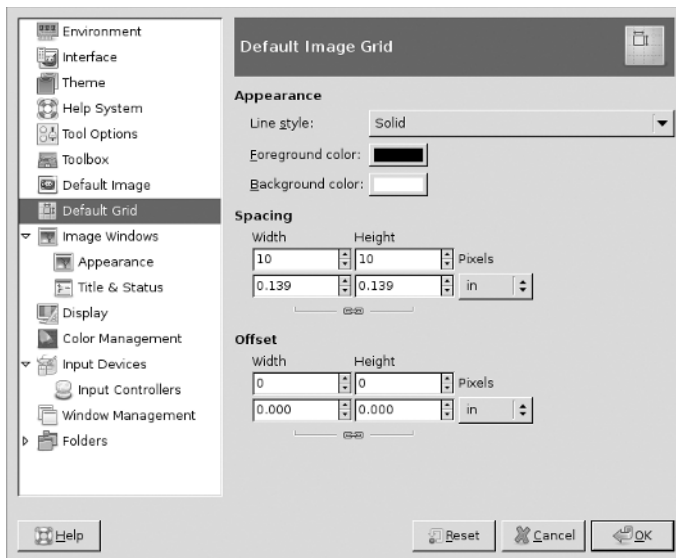 Environment
Interface
Theme
Help System
Tool Options
Toolbox
Default Image
Default Grid
Image Windows
Appearance
Title & Status
Display
Color Management
Input Devices
Input Controllers
Window Management
Folders
Default Image Grid
Appearance
Line style: Solid
Foreground color:
Background color:
Spacing
Width Height
10 10 Pixels
0.139 0.139 in
Offset
Width Height
0 0 Pixels
0.000 0.000 in
Help Reset Cancel OK